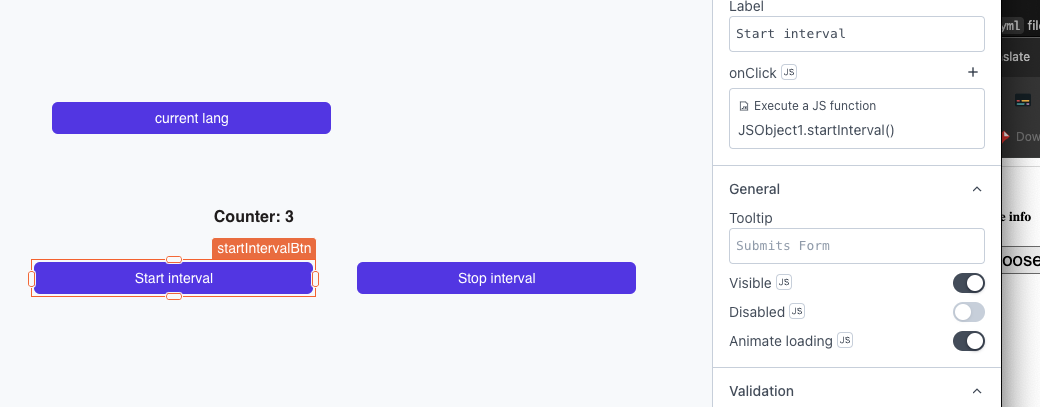 current lang
Counter: 3
startIntervalBtn
Start interval
Stop interval
Label
Start interval
onClick JS
Execute a JS function
JSObject1.startInterval()
General
Tooltip
Submits Form
Visible JS
Disabled JS
Animate loading JS
Validation
yml file
slate
Dow
e info
oose